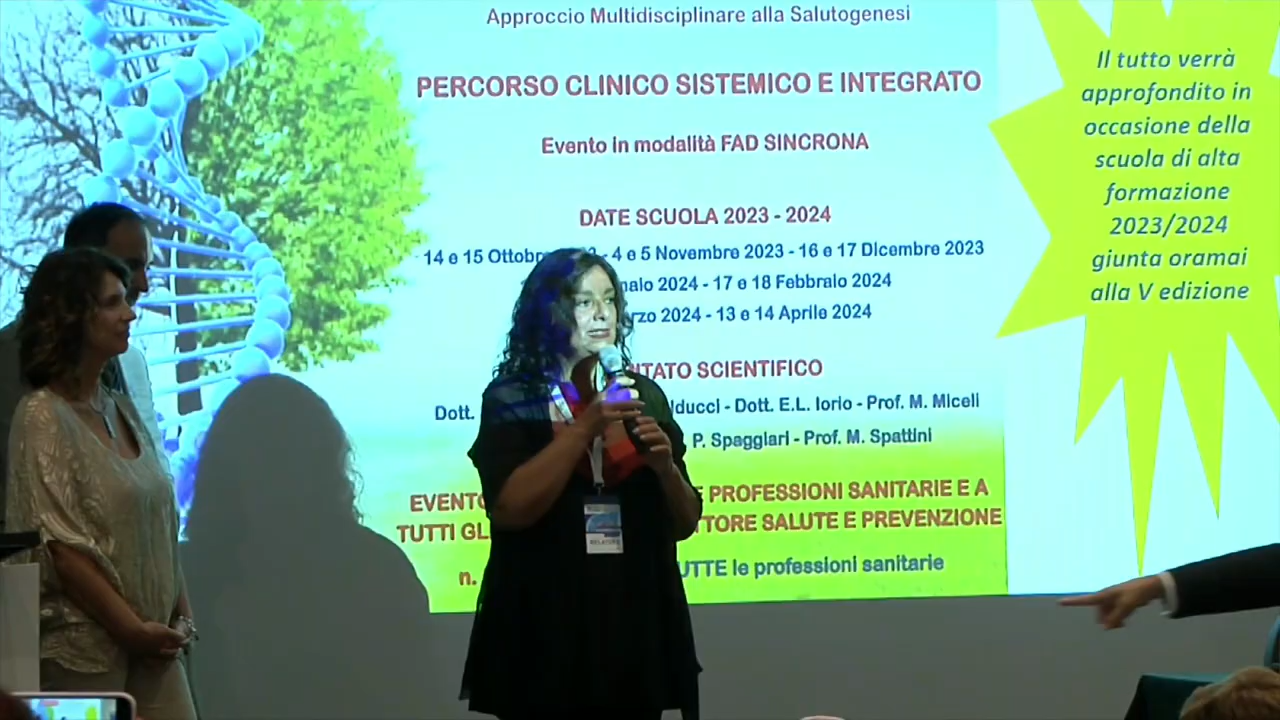 Approccio Multidisciplinare alla Salutogenesi
PERCORSO CLINICO SISTEMICO E INTEGRATO
Evento in modalità FAD SINCRONA
DATE SCUOLA 2023 - 2024
14 e 15 - 4 e 5 Novembre 2023 - 16 e 17 Dicembre 2023
2024 - 17 e 18 Febbraio 2024
2024 - 13 e 14 Aprile 2024
SCIENTIFICO
Dott. - Dott. E.L. Iorio - Prof. M. Miceli
P. Spaggiari - Prof. M. Spattini
EVENTO PROFESSIONI SANITARIE E A
TUTTI SALUTE E PREVENZIONE
n. le professioni sanitarie
Il tutto verrà
approfondito in
occasione della
scuola di alta
formazione
2023/2024
giunta oramai
alla V edizione
RELATORE